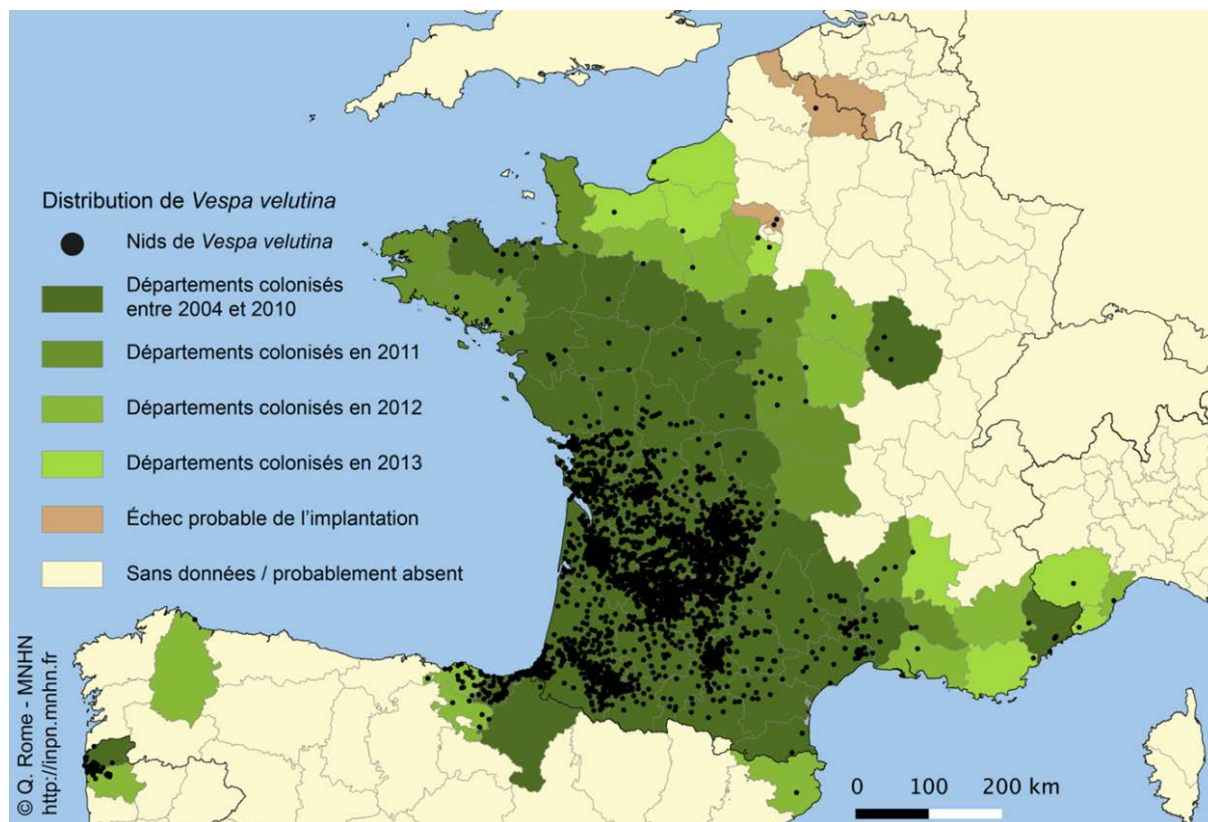 Distribution de Vespa velutina
Nids de Vespa velutina
Départements colonisés
entre 2004 et 2010
Départements colonisés en 2011
Départements colonisés en 2012
Départements colonisés en 2013
Échec probable de l'implantation
Sans données / probablement absent
© Q. Rome - MNHN
http://inpn.mnhn.fr
0 100 200 km